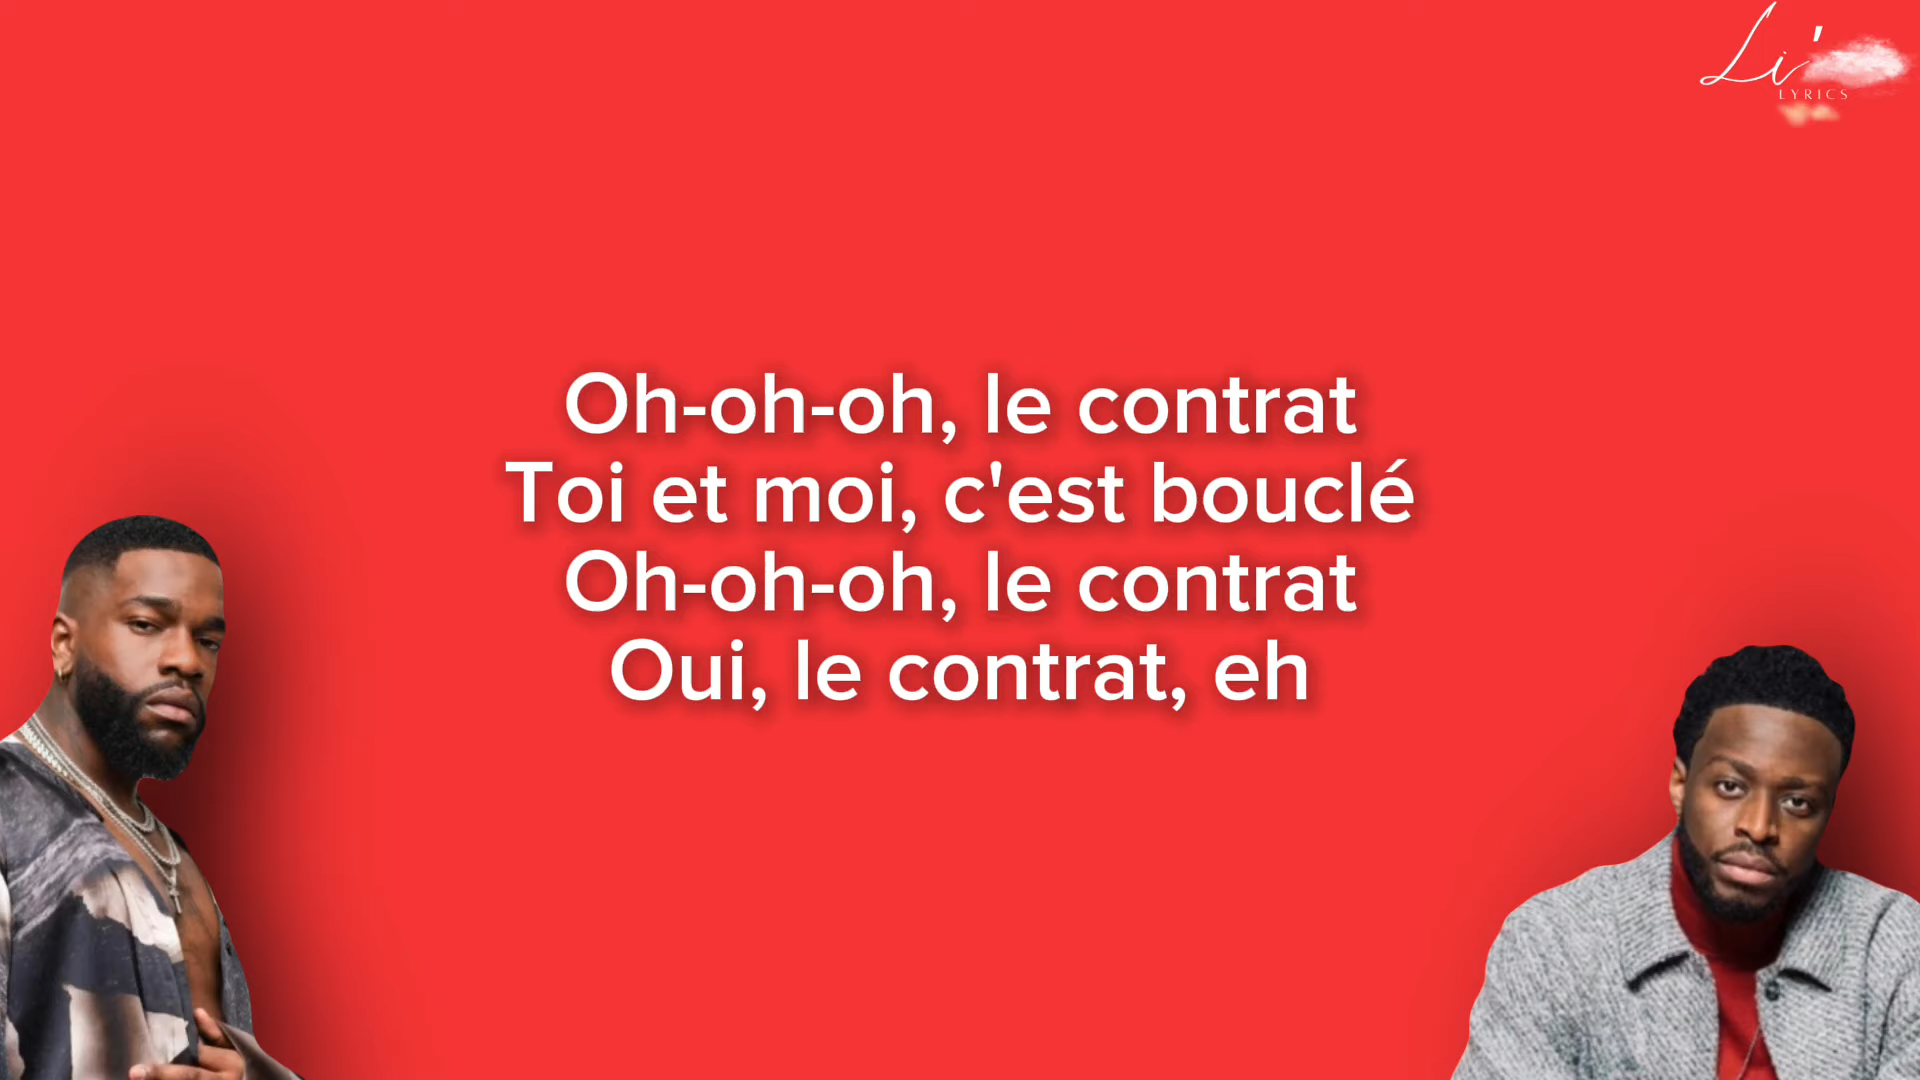 Li'
LYRICS
Oh-oh-oh, le contrat
Toi et moi, c'est bouclé
Oh-oh-oh, le contrat
Oui, le contrat, eh